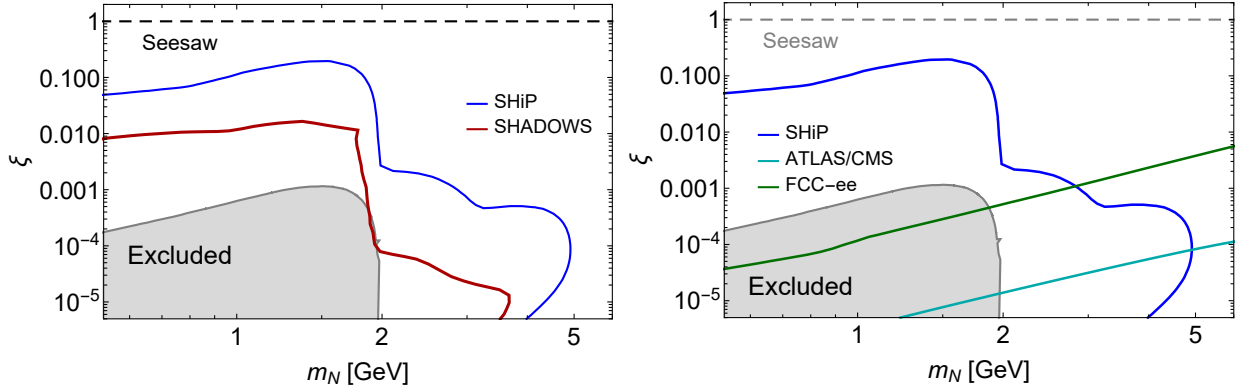 1
Seesaw
0.100
SHiP
SHADOWS
0.010
ξ
0.001
Excluded
10⁻⁴
10⁻⁵
1
2
5
m_N [GeV]
1
Seesaw
0.100
SHiP
ATLAS/CMS
FCC-ee
0.010
ξ
0.001
10⁻⁴
Excluded
10⁻⁵
1
2
5
m_N [GeV]